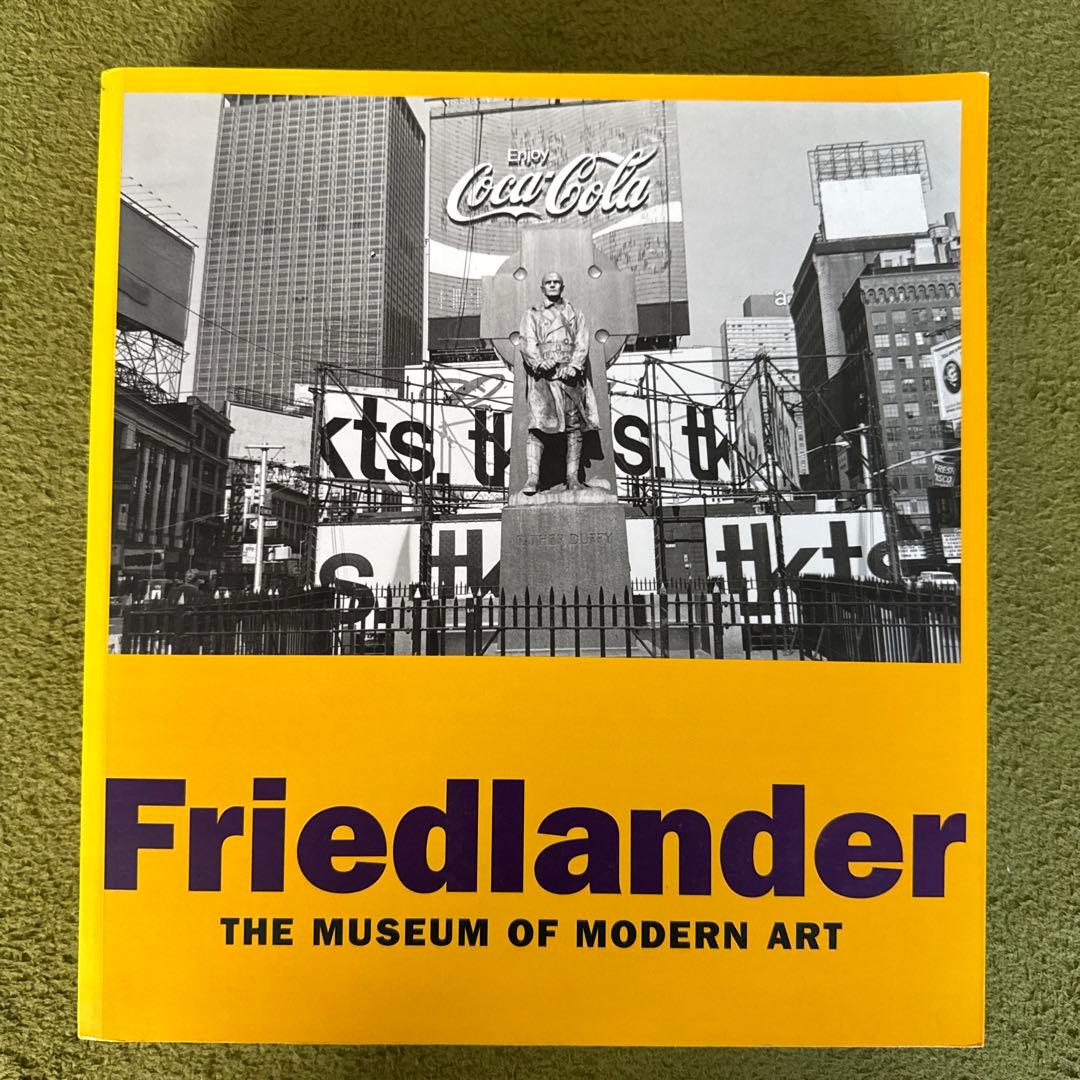 Enjoy
Coca-Cola
kts. tkts. tk
s. tk tkts
FATHER DUFFY
Friedlander
THE MUSEUM OF MODERN ART